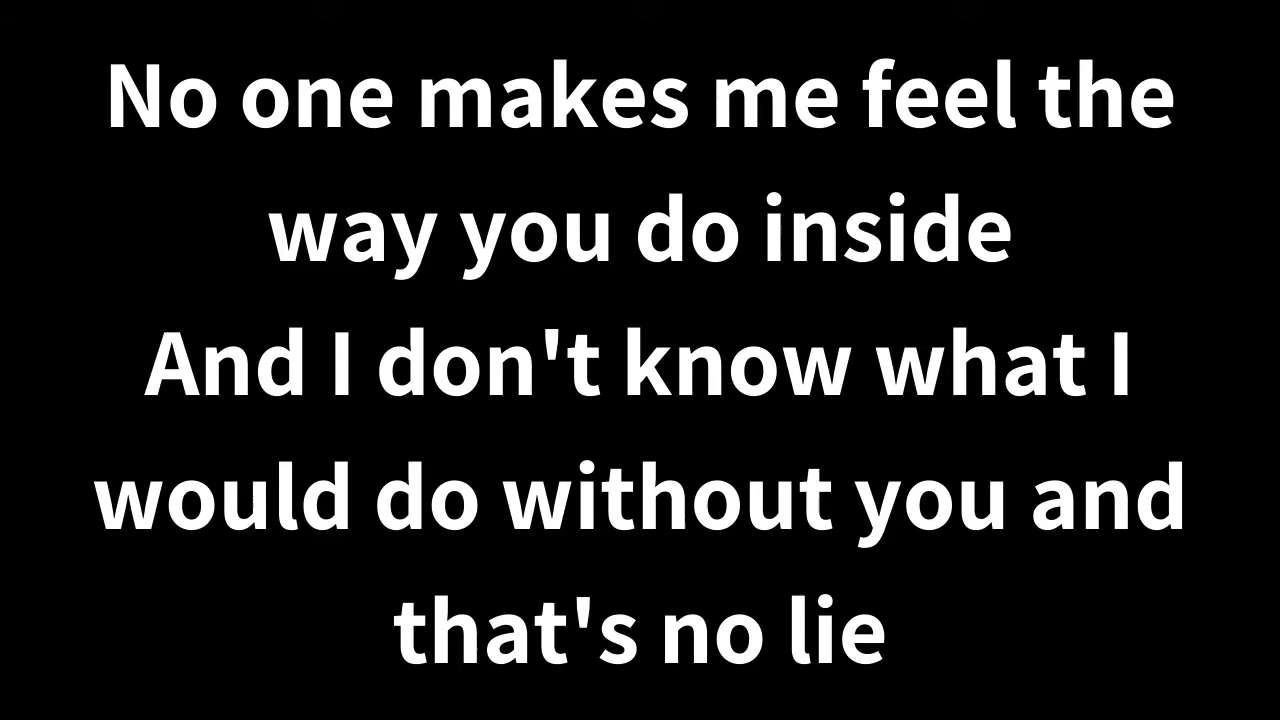 No one makes me feel the
way you do inside
And I don't know what I
would do without you and
that's no lie